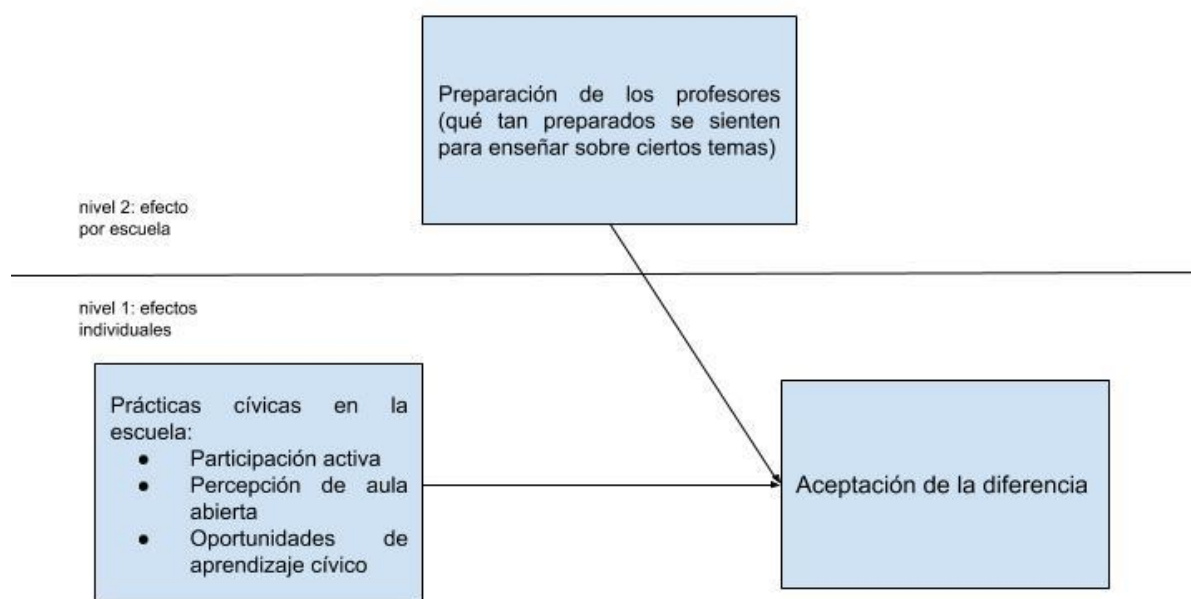 Preparación de los profesores
(qué tan preparados se sienten
para enseñar sobre ciertos temas)
nivel 2: efecto
por escuela
nivel 1: efectos
individuales
Prácticas cívicas en la
escuela:
● Participación activa
● Percepción de aula
abierta
● Oportunidades de
aprendizaje cívico
Aceptación de la diferencia